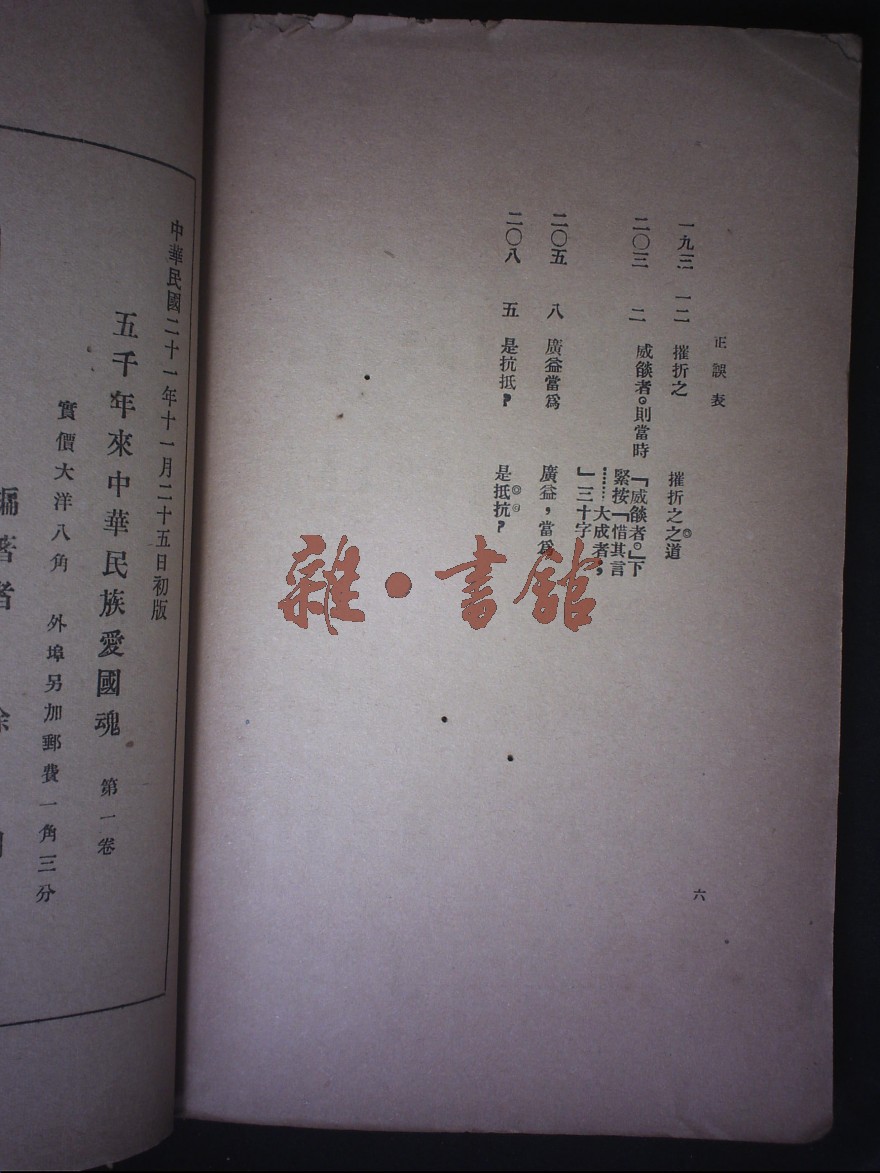 正誤表
一九三 一二 摧折之 摧折之之道
二〇三 二 威燄者。則當時 「威燄者。」下
緊按「惜其言
……大成者，
」三十字
二〇五 八 廣益當為 廣益，當為
二〇八 五 是抗抵？ 是抵抗？
六
中華民國二十一年十一月二十五日初版
五千年來中華民族愛國魂 第一卷
實價大洋八角 外埠另加郵費一角三分
編著者
雜·書館